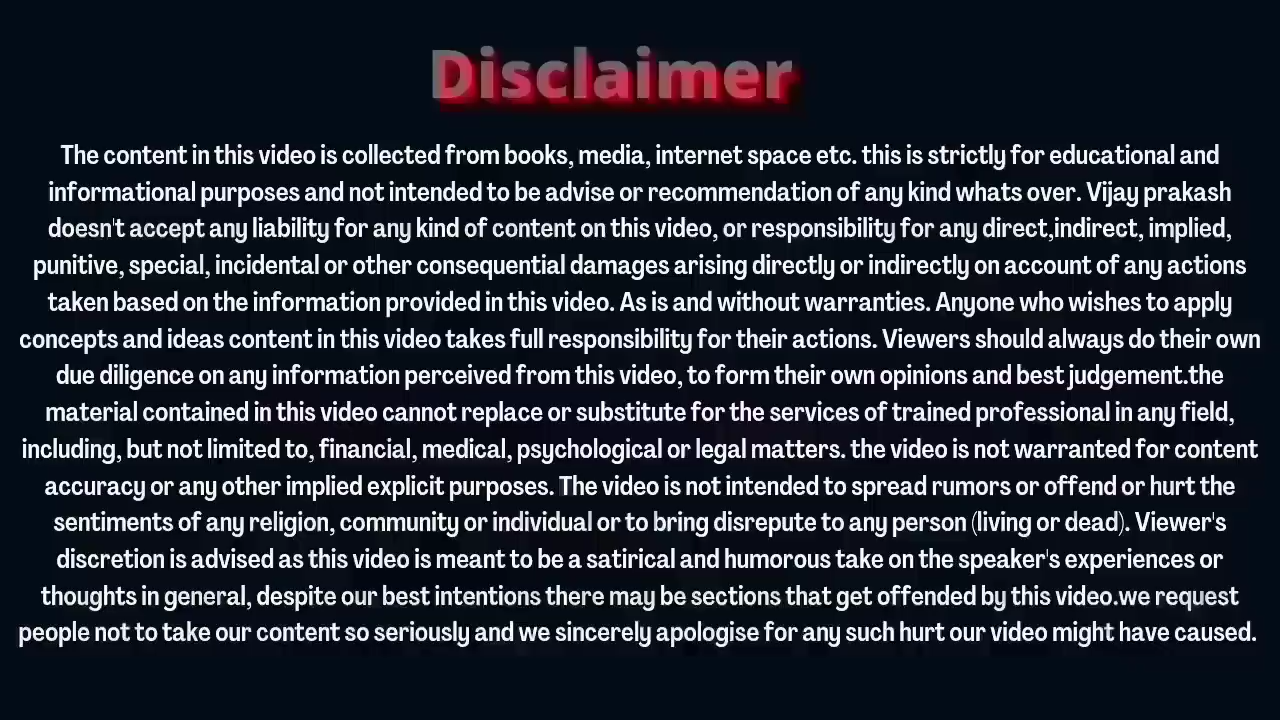 Disclaimer
The content in this video is collected from books, media, internet space etc. this is strictly for educational and
informational purposes and not intended to be advise or recommendation of any kind whats over. Vijay prakash
doesn't accept any liability for any kind of content on this video, or responsibility for any direct,indirect, implied,
punitive, special, incidental or other consequential damages arising directly or indirectly on account of any actions
taken based on the information provided in this video. As is and without warranties. Anyone who wishes to apply
concepts and ideas content in this video takes full responsibility for their actions. Viewers should always do their own
due diligence on any information perceived from this video, to form their own opinions and best judgement.the
material contained in this video cannot replace or substitute for the services of trained professional in any field,
including, but not limited to, financial, medical, psychological or legal matters. the video is not warranted for content
accuracy or any other implied explicit purposes. The video is not intended to spread rumors or offend or hurt the
sentiments of any religion, community or individual or to bring disrepute to any person (living or dead). Viewer's
discretion is advised as this video is meant to be a satirical and humorous take on the speaker's experiences or
thoughts in general, despite our best intentions there may be sections that get offended by this video.we request
people not to take our content so seriously and we sincerely apologise for any such hurt our video might have caused.